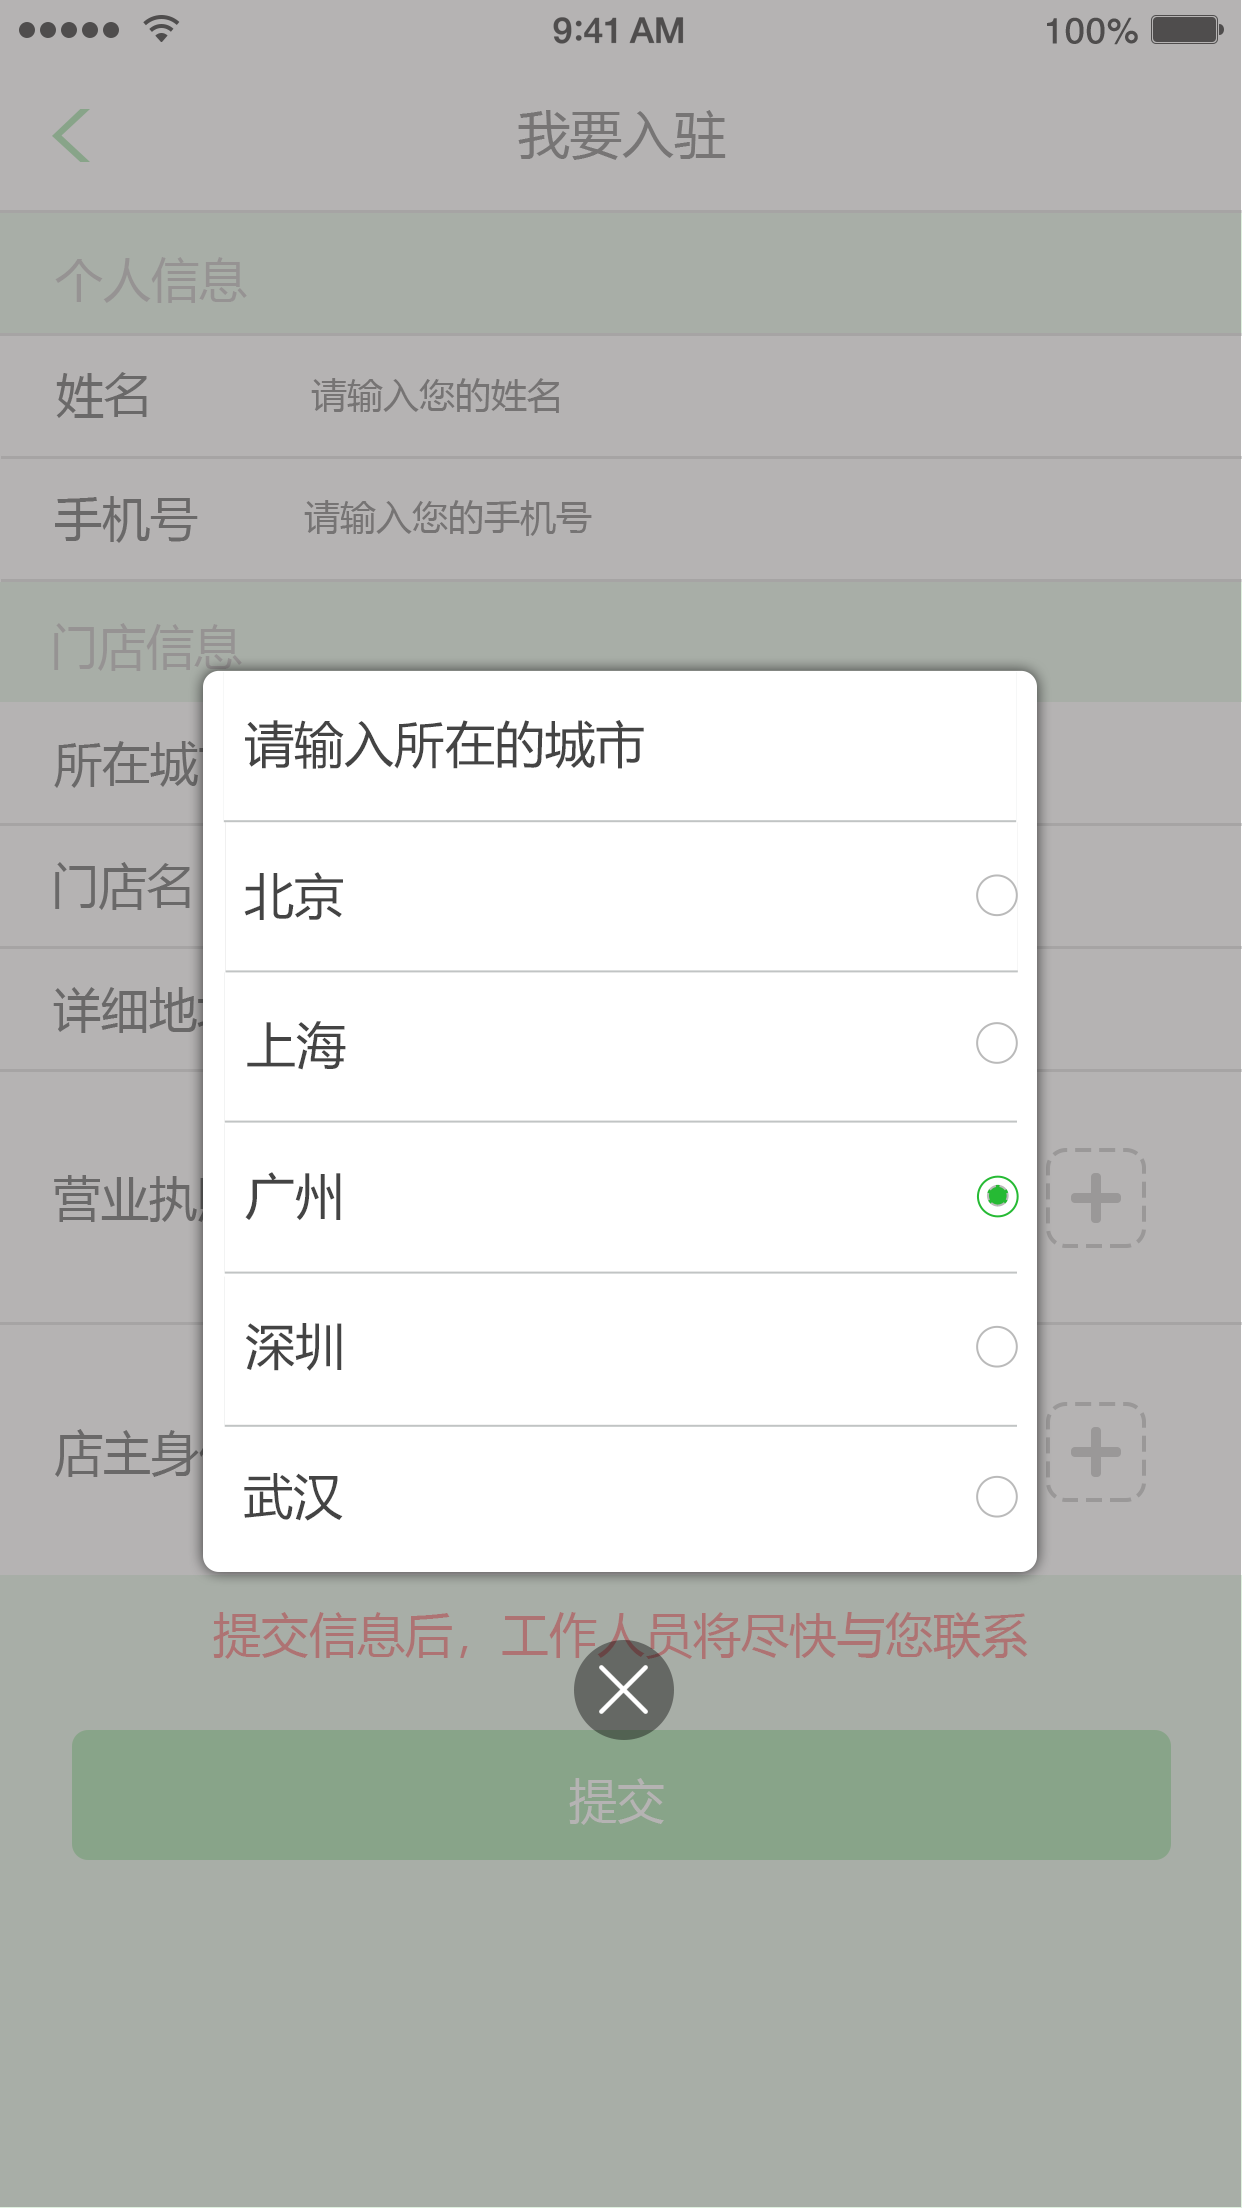 9:41 AM 100%
我要入驻
个人信息
姓名 请输入您的姓名
手机号 请输入您的手机号
门店信息
请输入所在的城市
所在城
门店名
北京
详细地
上海
营业执
广州
深圳
店主身
武汉
提交信息后，工作人员将尽快与您联系
提交